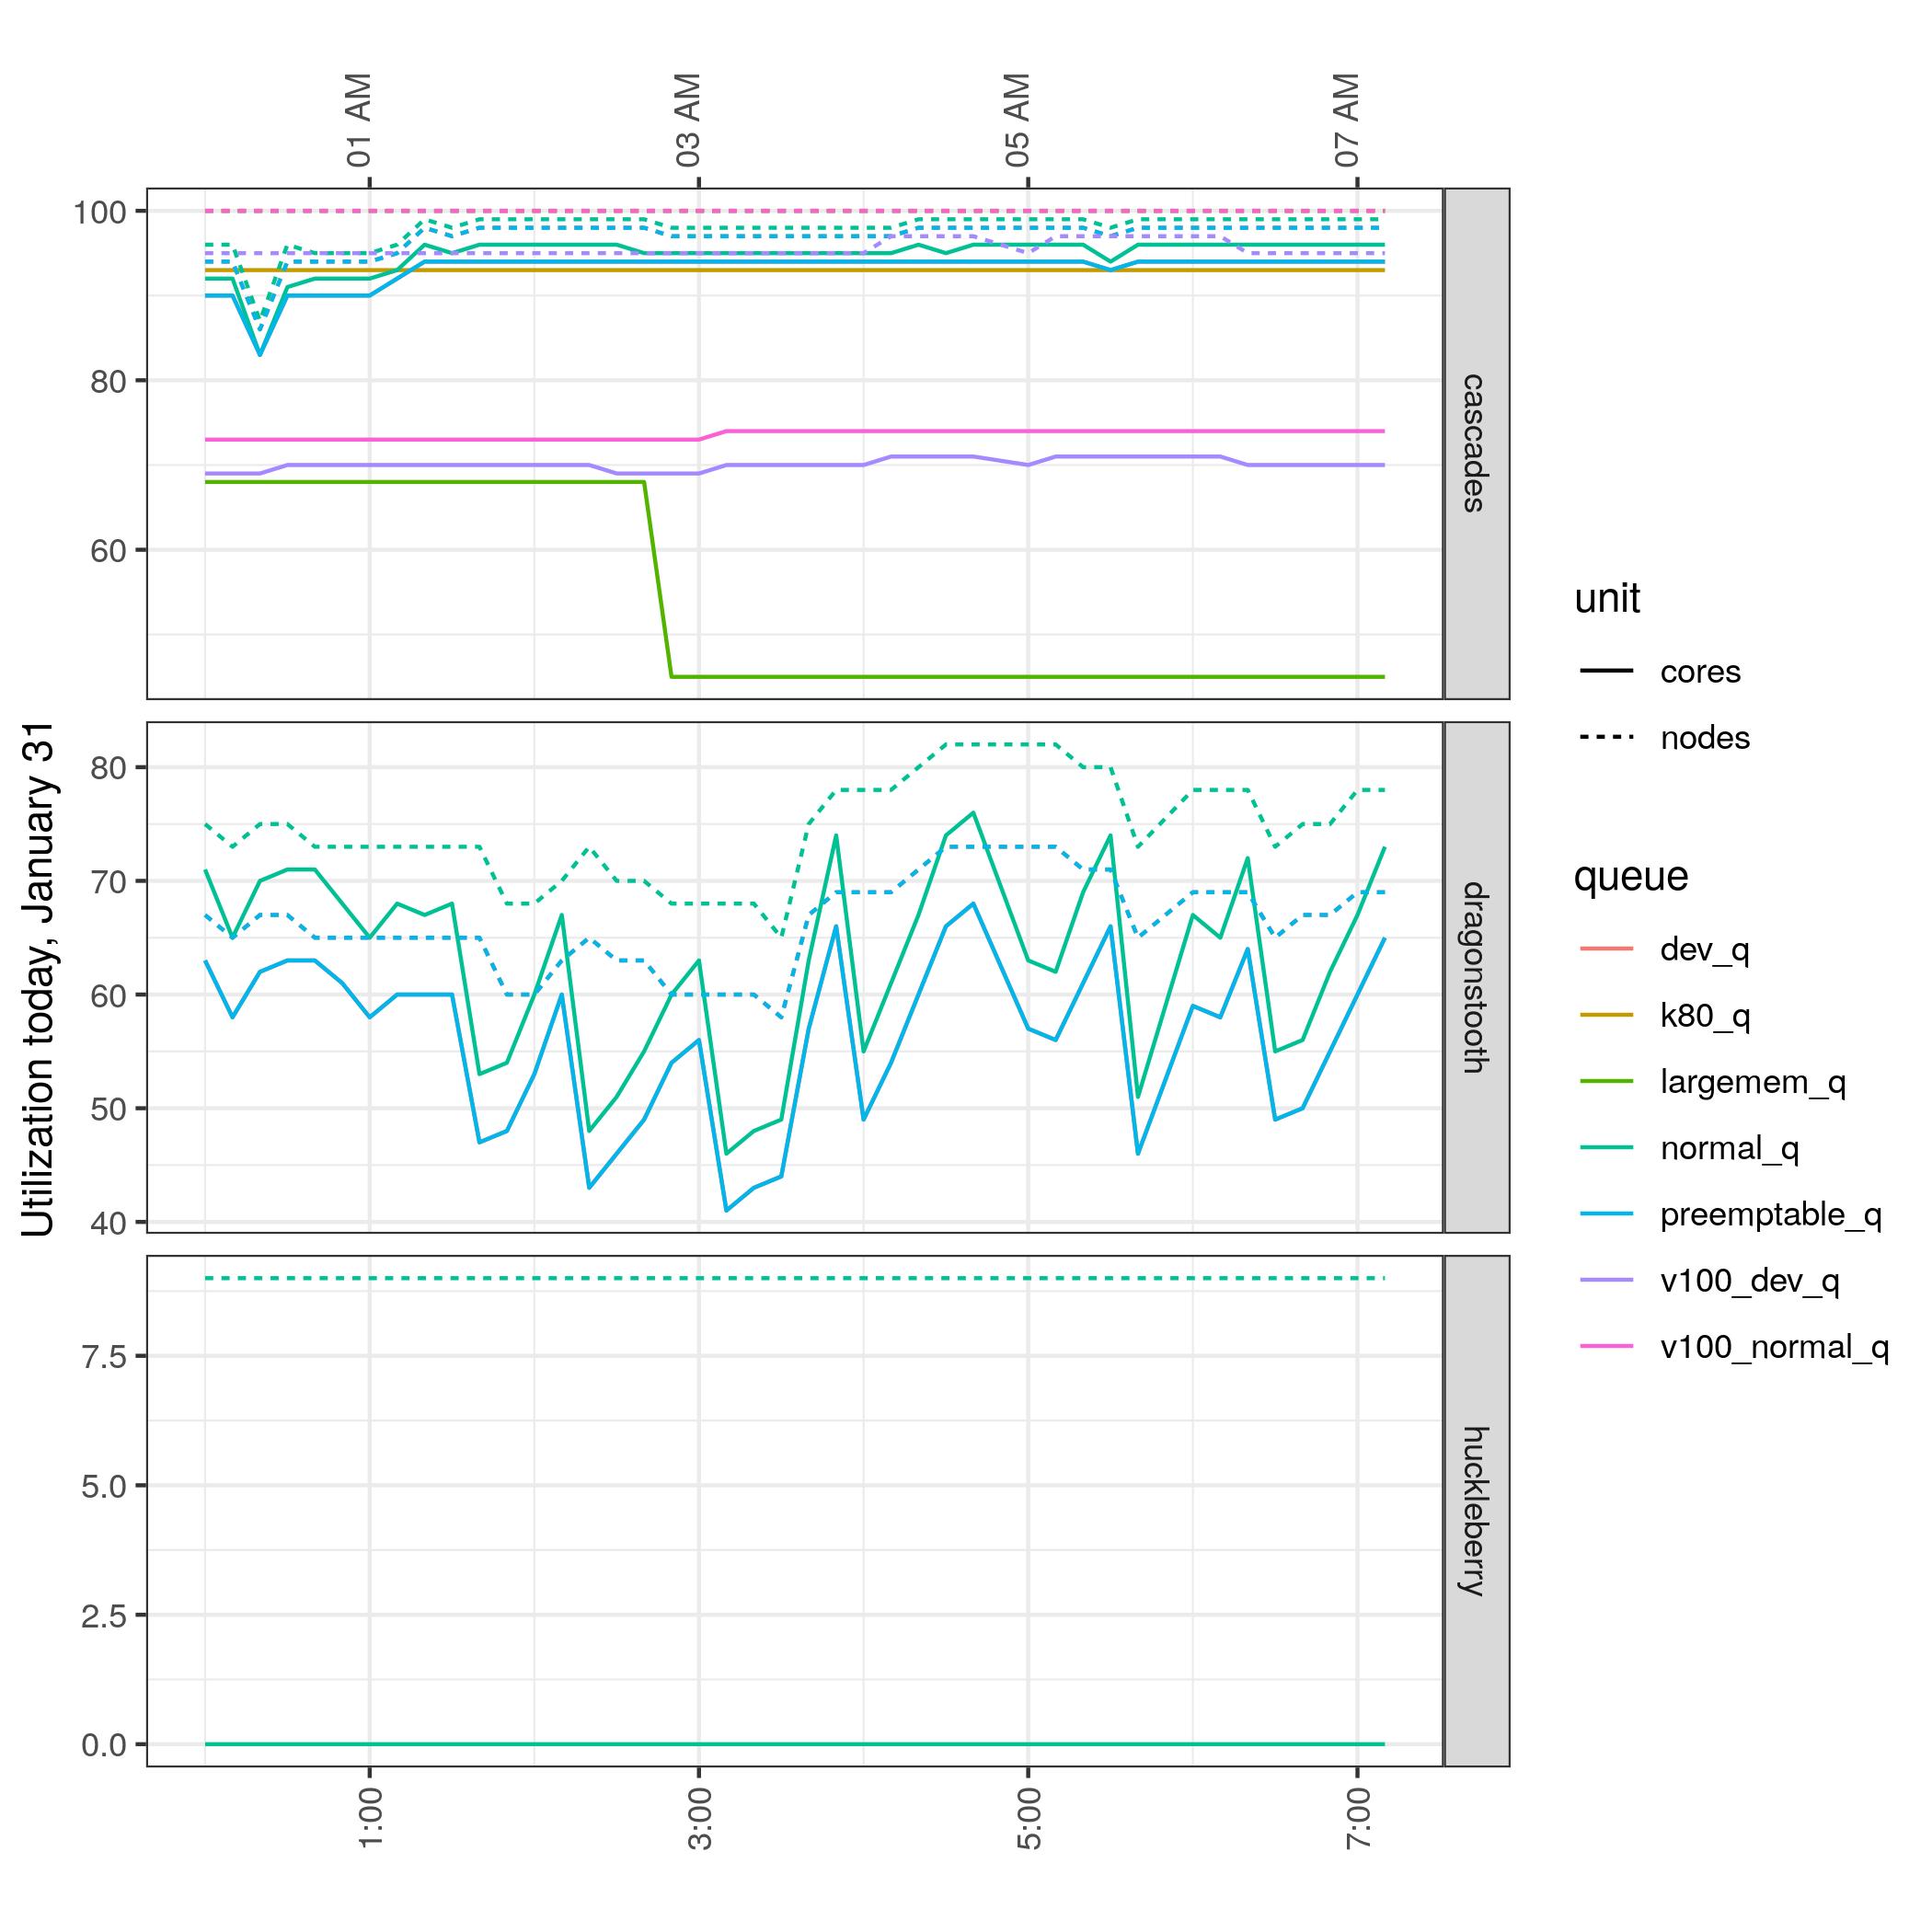 01 AM
03 AM
05 AM
07 AM
Utilization today, January 31
100
80
60
cascades
80
70
60
50
40
dragonstooth
7.5
5.0
2.5
0.0
huckleberry
1:00
3:00
5:00
7:00
unit
cores
nodes
queue
dev_q
k80_q
largemem_q
normal_q
preemptable_q
v100_dev_q
v100_normal_q